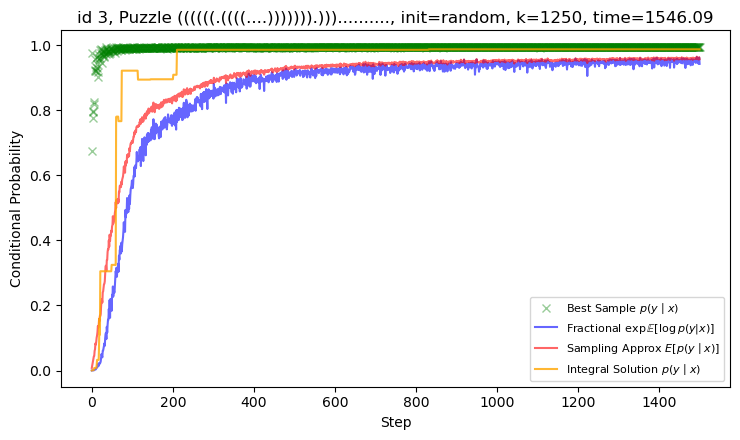 id 3, Puzzle ((((((.((((....))))))).))).........., init=random, k=1250, time=1546.09
Conditional Probability
1.0
0.8
0.6
0.4
0.2
0.0
0
200
400
600
800
1000
1200
1400
Step
Best Sample p(y | x)
Fractional exp 𝔼[log p(y|x)]
Sampling Approx E[p(y | x)]
Integral Solution p(y | x)